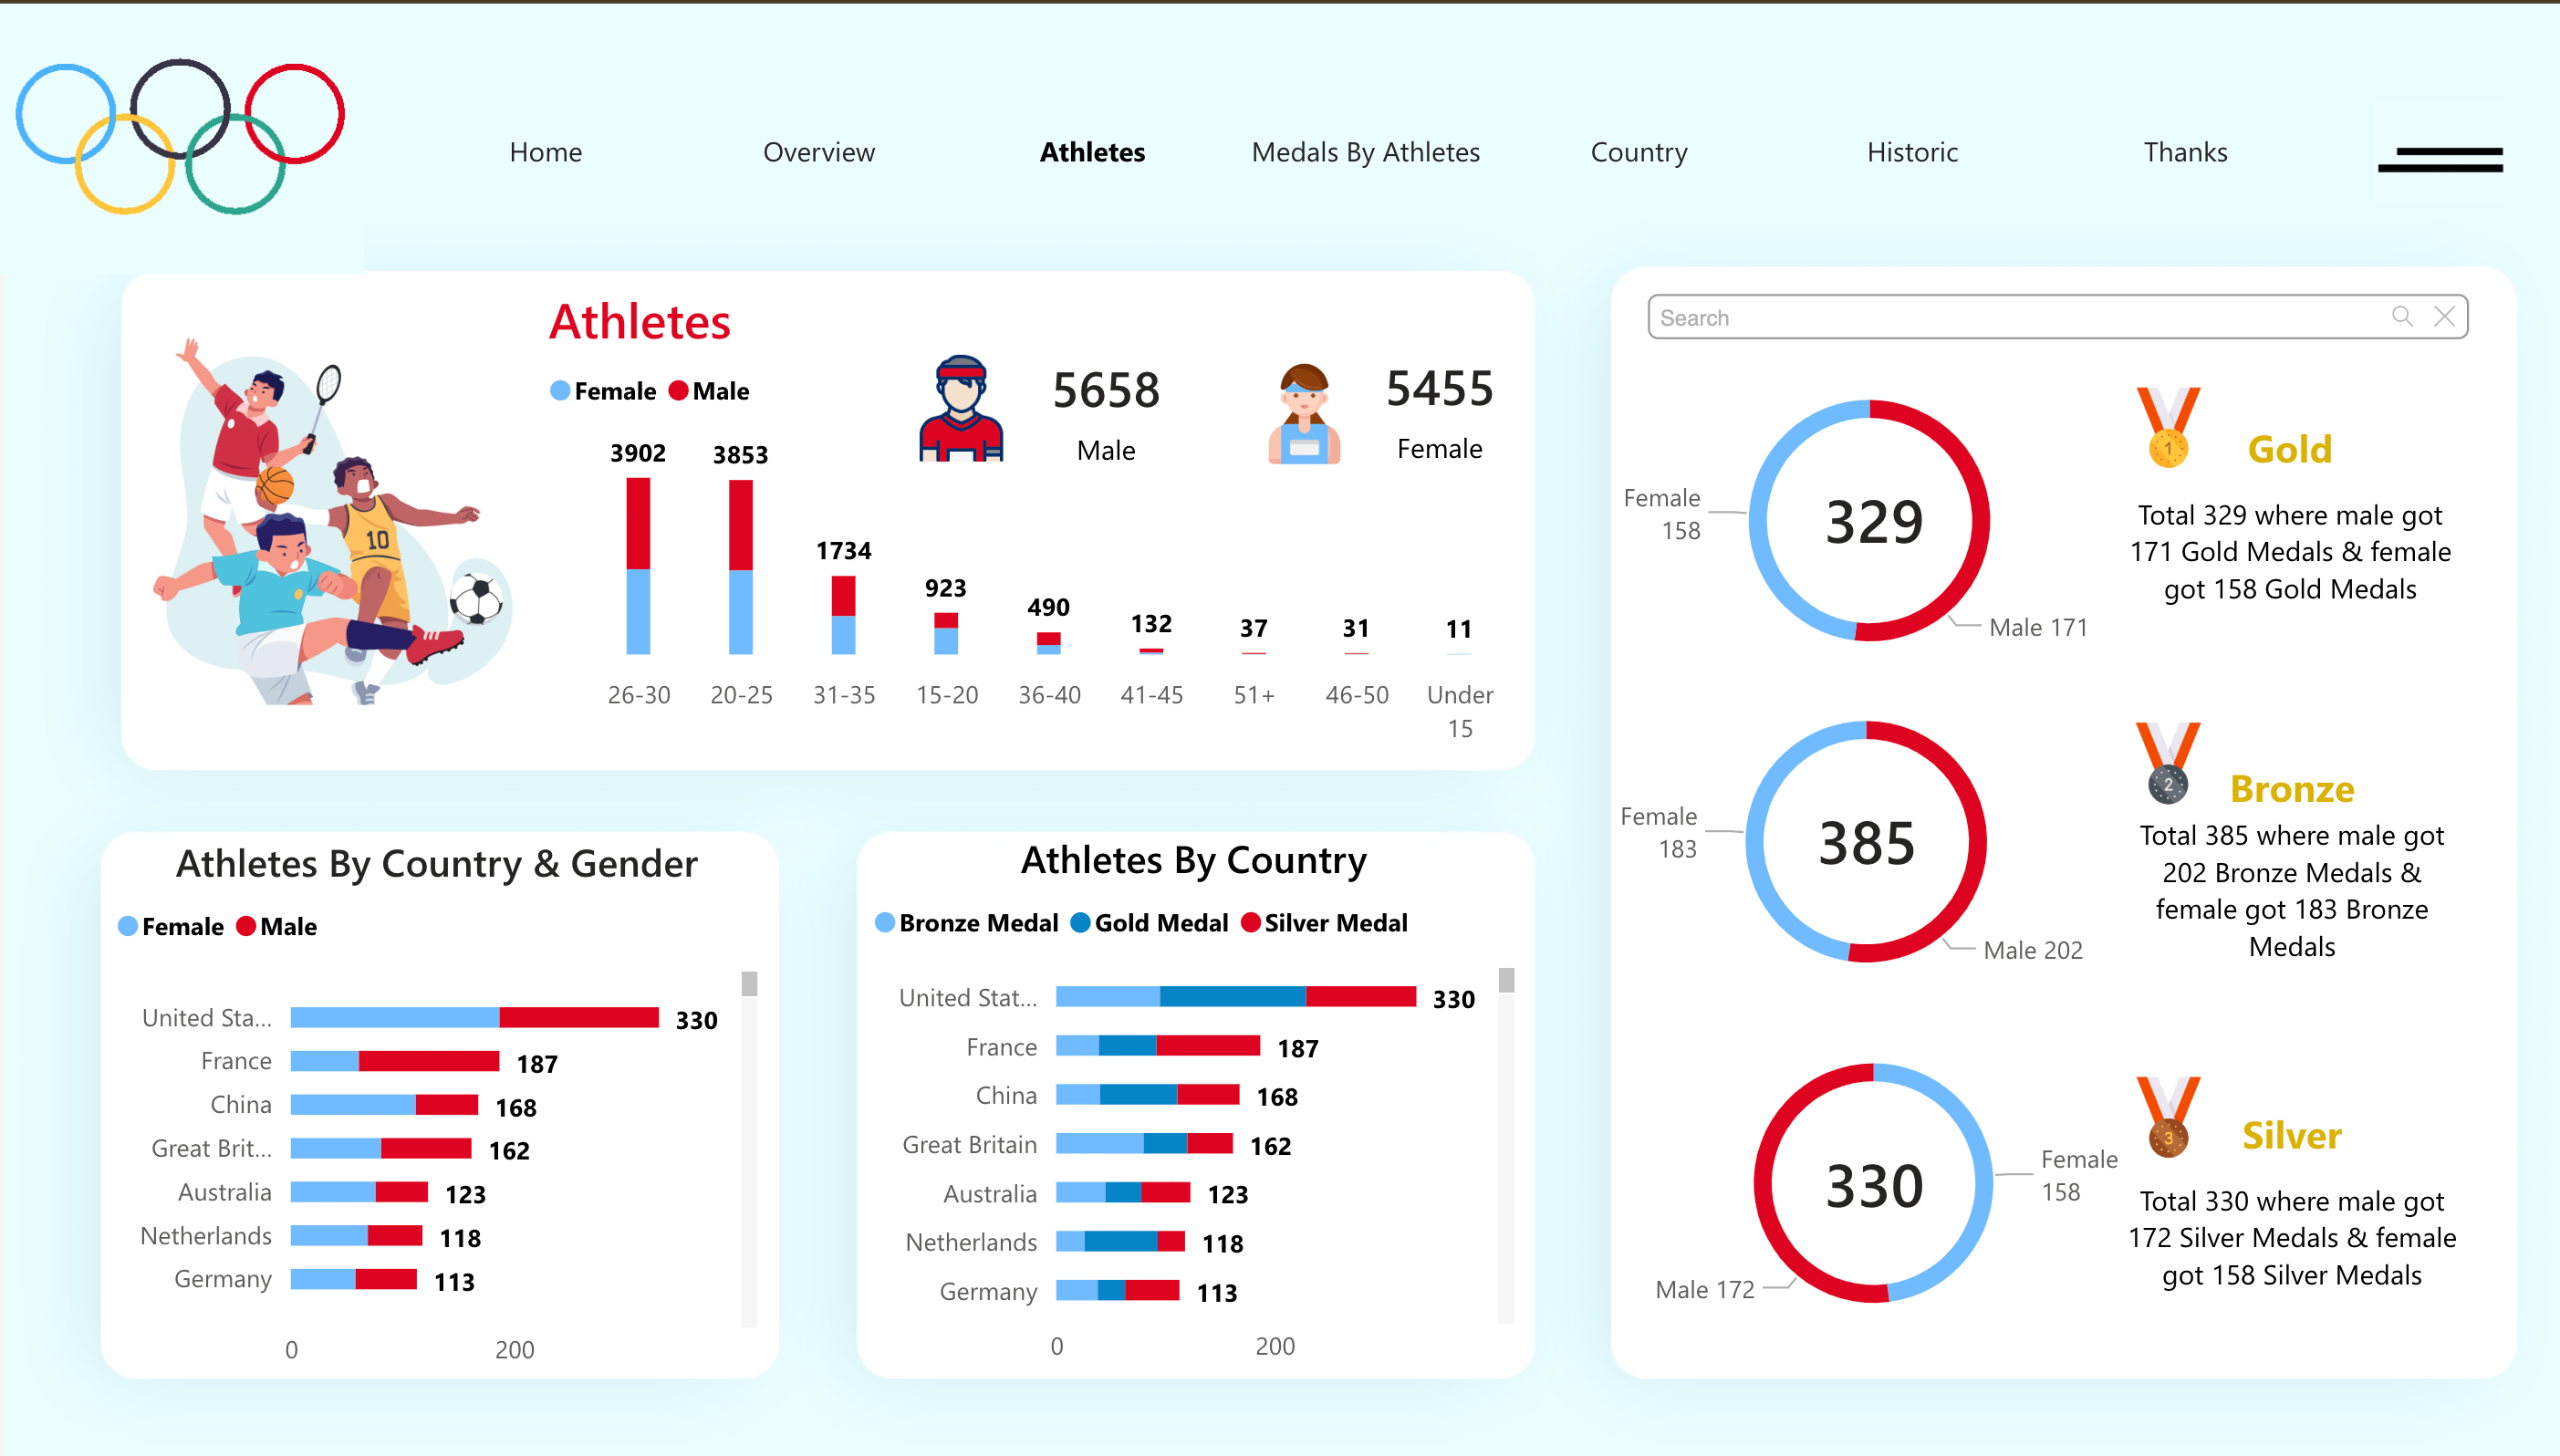 Home
Overview
Athletes
Medals By Athletes
Country
Historic
Thanks
Athletes
Female
Male
5658
Male
5455
Female
3902
3853
1734
923
490
132
37
31
11
26-30
20-25
31-35
15-20
36-40
41-45
51+
46-50
Under
15
10
Athletes By Country & Gender
Female
Male
United Sta...
330
France
187
China
168
Great Brit...
162
Australia
123
Netherlands
118
Germany
113
0
200
Athletes By Country
Bronze Medal
Gold Medal
Silver Medal
United Stat...
330
France
187
China
168
Great Britain
162
Australia
123
Netherlands
118
Germany
113
0
200
Search
Female
158
329
Male 171
1
Gold
Total 329 where male got
171 Gold Medals & female
got 158 Gold Medals
Female
183
385
Male 202
2
Bronze
Total 385 where male got
202 Bronze Medals &
female got 183 Bronze
Medals
330
Female
158
Male 172
3
Silver
Total 330 where male got
172 Silver Medals & female
got 158 Silver Medals